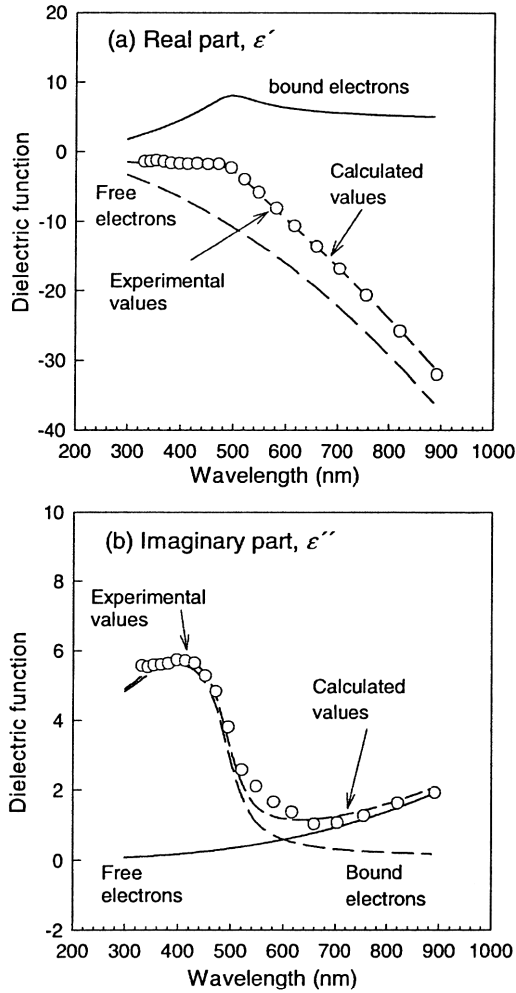 20
10
0
-10
-20
-30
-40
Dielectric function
(a) Real part, ε′
bound electrons
Calculated
values
Free
electrons
Experimental
values
200 300 400 500 600 700 800 900 1000
Wavelength (nm)
10
8
6
4
2
0
-2
Dielectric function
(b) Imaginary part, ε′′
Experimental
values
Calculated
values
Free
electrons
Bound
electrons
200 300 400 500 600 700 800 900 1000
Wavelength (nm)